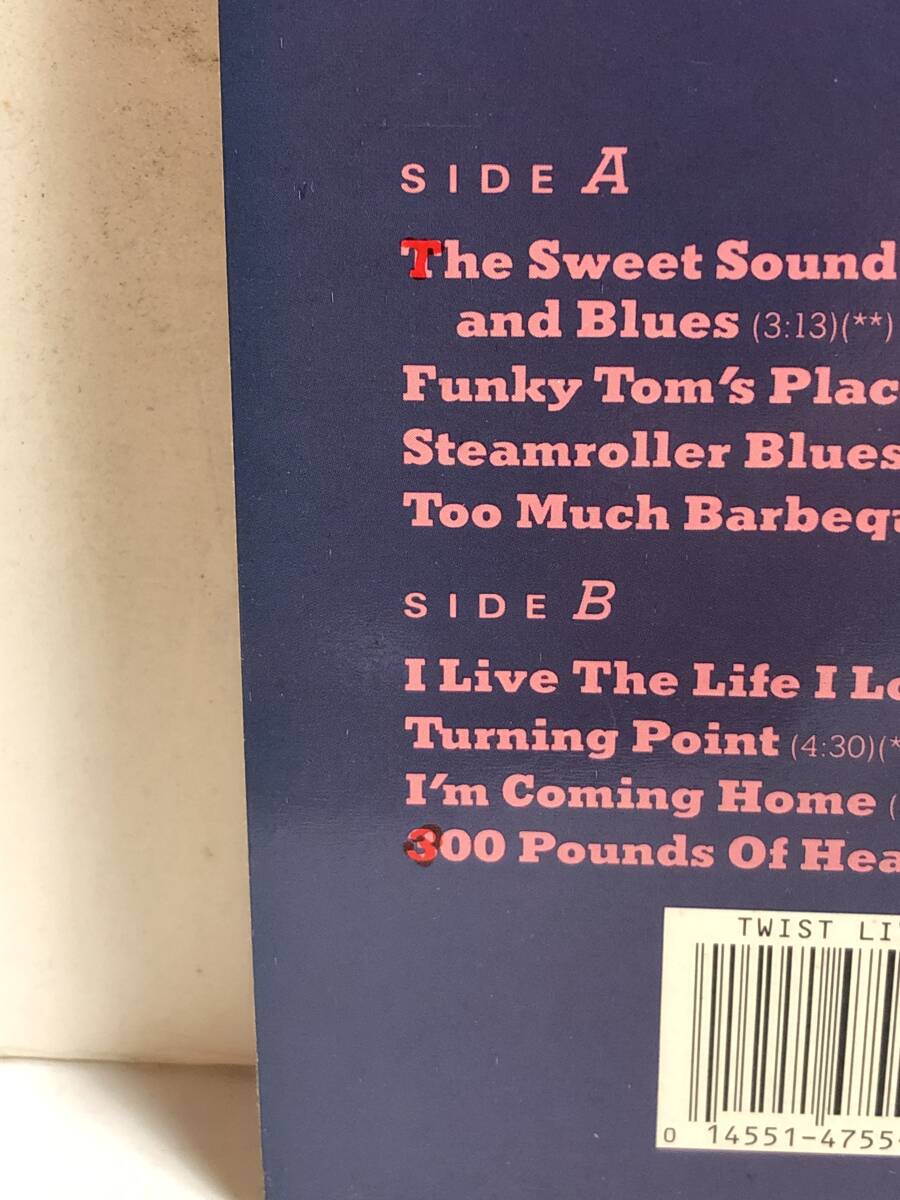 SIDE A
The Sweet Sound
and Blues (3:13)(**)
Funky Tom's Plac
Steamroller Blues
Too Much Barbeq
SIDE B
I Live The Life I Lo
Turning Point (4:30)(*
I'm Coming Home (
300 Pounds Of Hea
TWIST LI
0 14551-4755